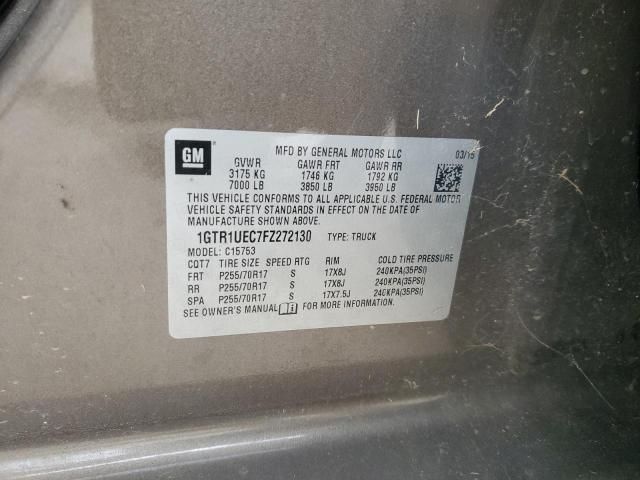 GM
MFD BY GENERAL MOTORS LLC 03/15
GVWR GAWR FRT GAWR RR
3175 KG 1746 KG 1792 KG
7000 LB 3850 LB 3950 LB
THIS VEHICLE CONFORMS TO ALL APPLICABLE U.S. FEDERAL MOTOR
VEHICLE SAFETY STANDARDS IN EFFECT ON THE DATE OF
MANUFACTURE SHOWN ABOVE.
1GTR1UEC7FZ272130 TYPE: TRUCK
MODEL: C15753
CQT7 TIRE SIZE SPEED RTG RIM COLD TIRE PRESSURE
FRT P255/70R17 S 17X8J 240KPA(35PSI)
RR P255/70R17 S 17X8J 240KPA(35PSI)
SPA P255/70R17 S 17X7.5J 240KPA(35PSI)
SEE OWNER'S MANUAL FOR MORE INFORMATION.